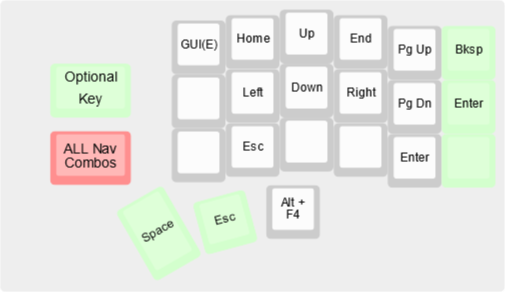 GUI(E) Home Up End Pg Up Bksp
Optional
Key
Left Down Right Pg Dn Enter
ALL Nav
Combos
Esc Enter
Space Esc Alt +
F4